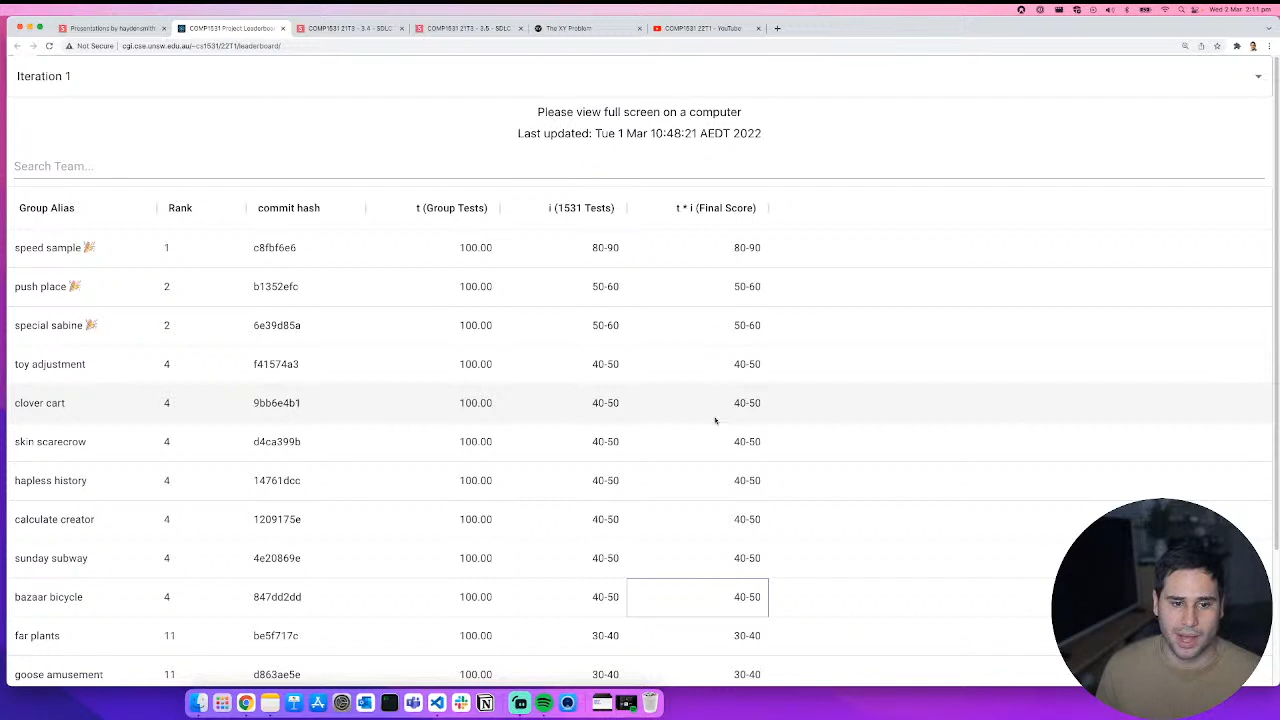 Wed 2 Mar 2:11 pm
Presentations by haydensmith
COMP1531 Project Leaderboard
COMP1531 21T3 - 3.4 - SDLC
COMP1531 21T3 - 3.5 - SDLC
The XY Problem
COMP1531 22T1 - YouTube
Not Secure | cgi.cse.unsw.edu.au/~cs1531/22T1/leaderboard/
Iteration 1
Please view full screen on a computer
Last updated: Tue 1 Mar 10:48:21 AEDT 2022
Search Team...
Group Alias Rank commit hash t (Group Tests) i (1531 Tests) t * i (Final Score)
speed sample 🎉 1 c8fbf6e6 100.00 80-90 80-90
push place 🎉 2 b1352efc 100.00 50-60 50-60
special sabine 🎉 2 6e39d85a 100.00 50-60 50-60
toy adjustment 4 f41574a3 100.00 40-50 40-50
clover cart 4 9bb6e4b1 100.00 40-50 40-50
skin scarecrow 4 d4ca399b 100.00 40-50 40-50
hapless history 4 14761dcc 100.00 40-50 40-50
calculate creator 4 1209175e 100.00 40-50 40-50
sunday subway 4 4e20869e 100.00 40-50 40-50
bazaar bicycle 4 847dd2dd 100.00 40-50 40-50
far plants 11 be5f717c 100.00 30-40 30-40
goose amusement 11 d863ae5e 100.00 30-40 30-40